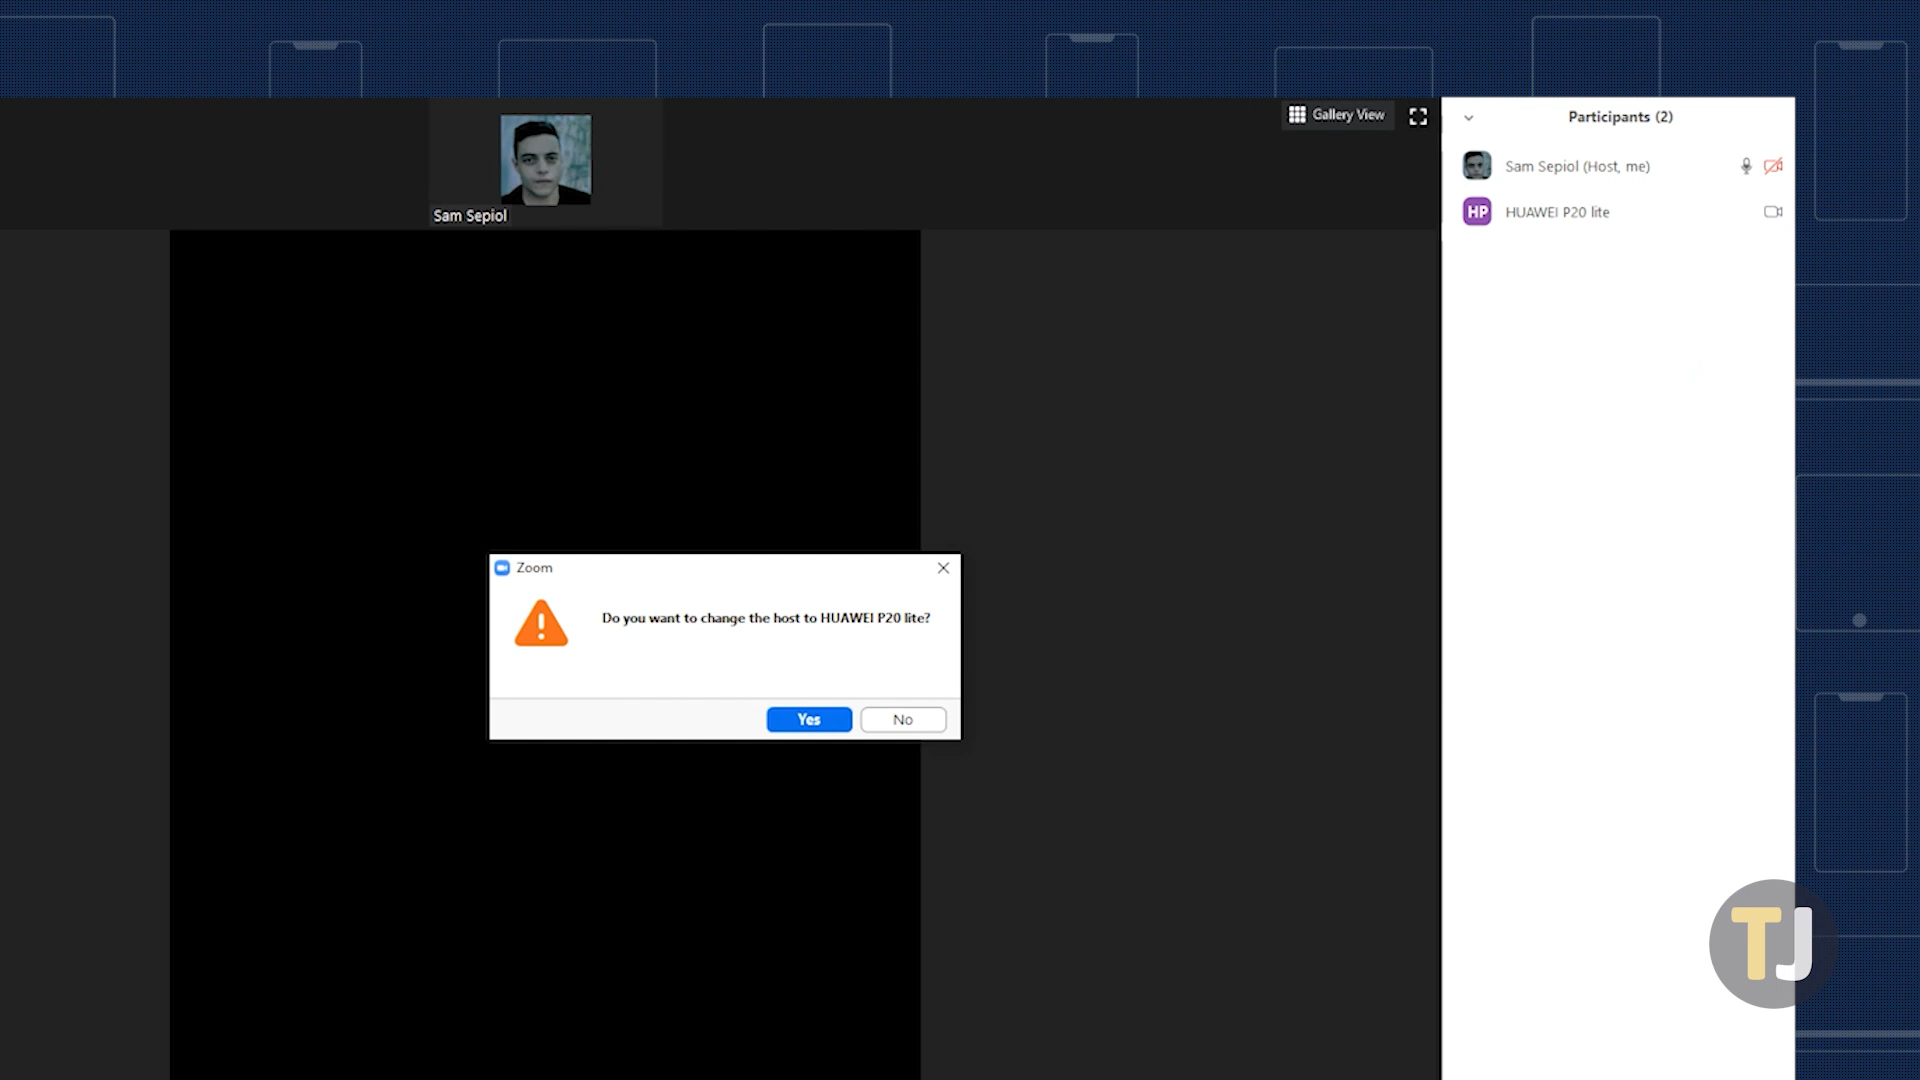 Gallery View
Participants (2)
Sam Sepiol (Host, me)
HP HUAWEI P20 lite
Sam Sepiol
Zoom
Do you want to change the host to HUAWEI P20 lite?
Yes No
TJ